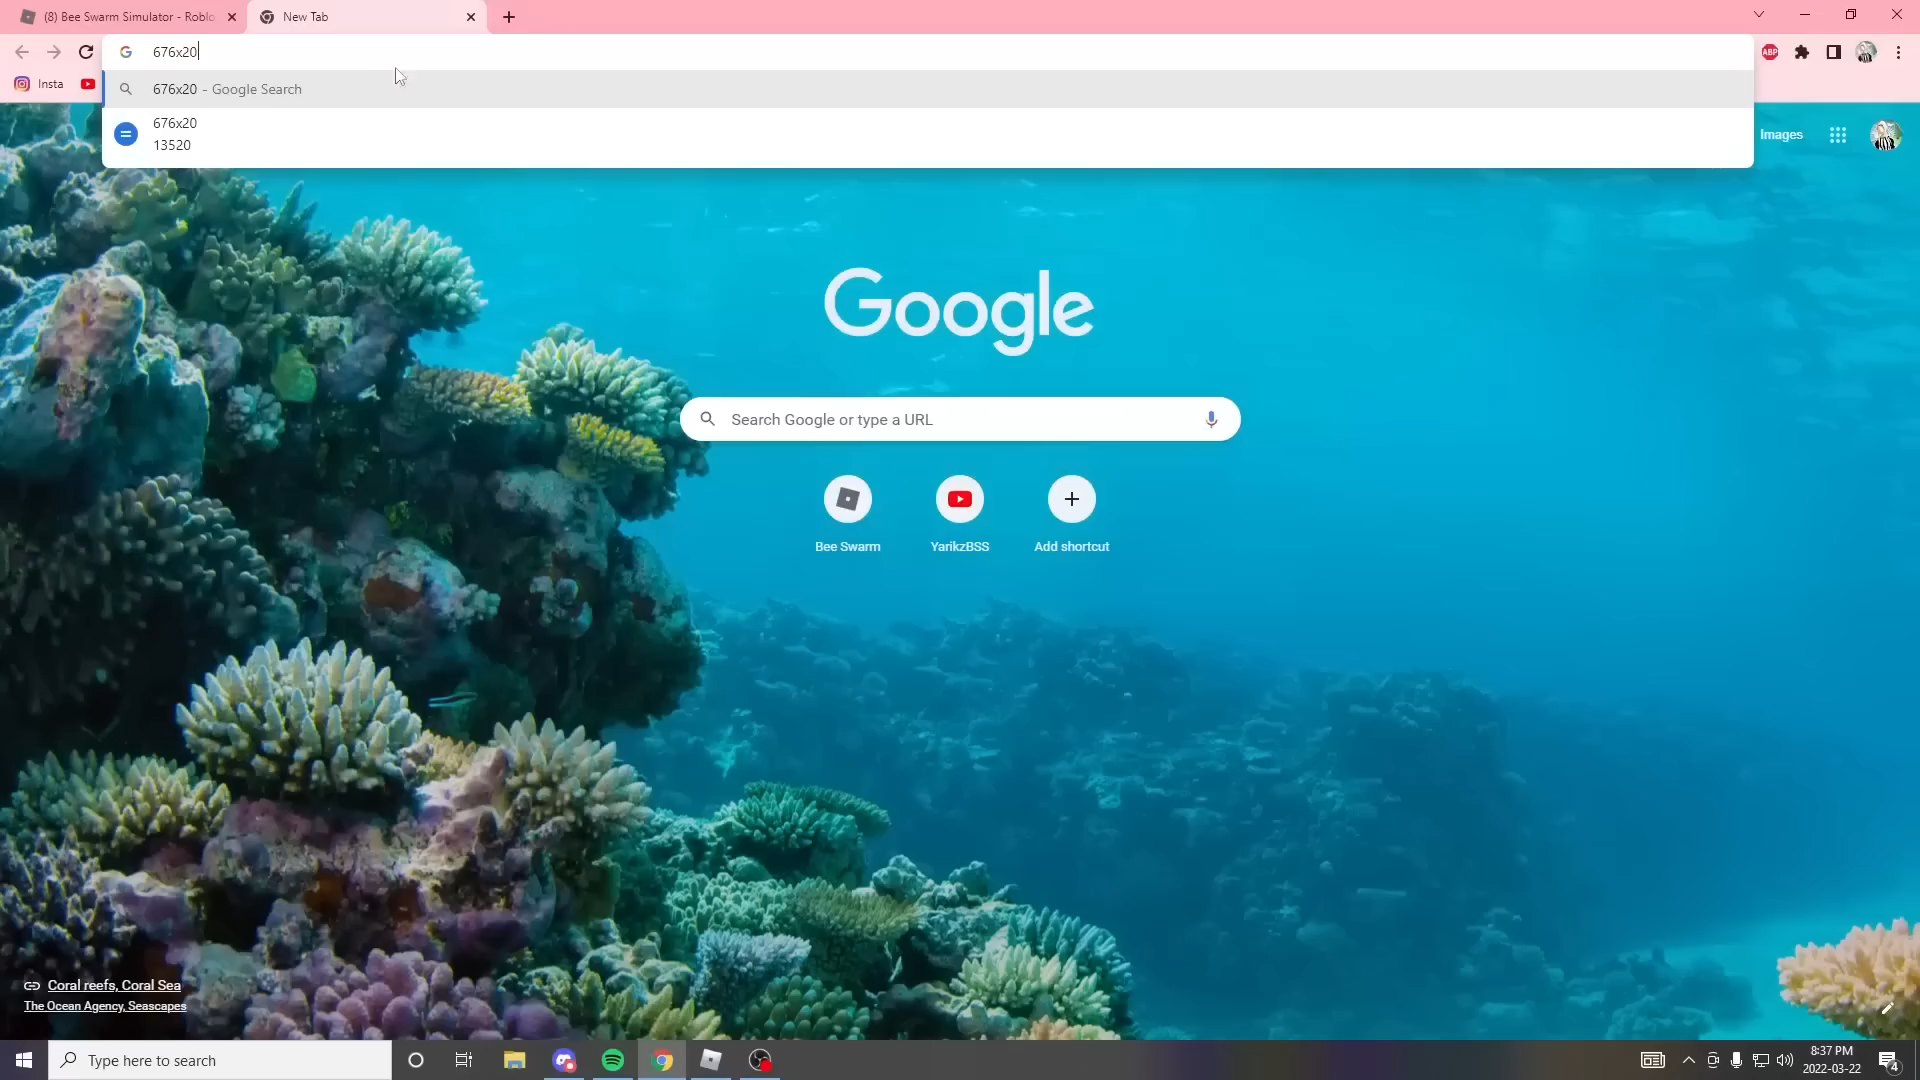 (8) Bee Swarm Simulator - Roblo
New Tab
676x20
Insta
676x20 - Google Search
676x20
13520
ABP
Images
Google
Search Google or type a URL
Bee Swarm
YarikzBSS
Add shortcut
Coral reefs, Coral Sea
The Ocean Agency, Seascapes
Type here to search
8:37 PM
2022-03-22
4